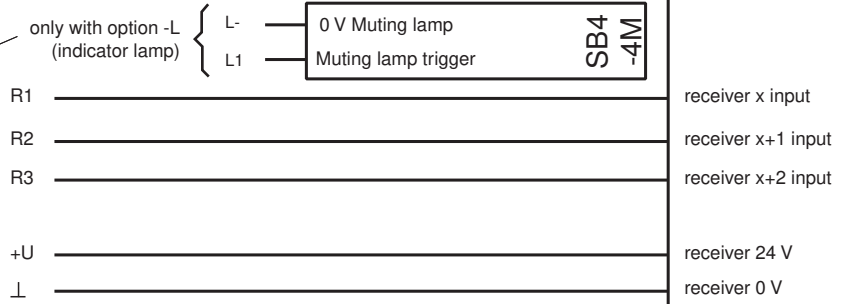 only with option -L
(indicator lamp)
L- 0 V Muting lamp
L1 Muting lamp trigger
SB4
-4M
R1 receiver x input
R2 receiver x+1 input
R3 receiver x+2 input
+U receiver 24 V
⊥ receiver 0 V